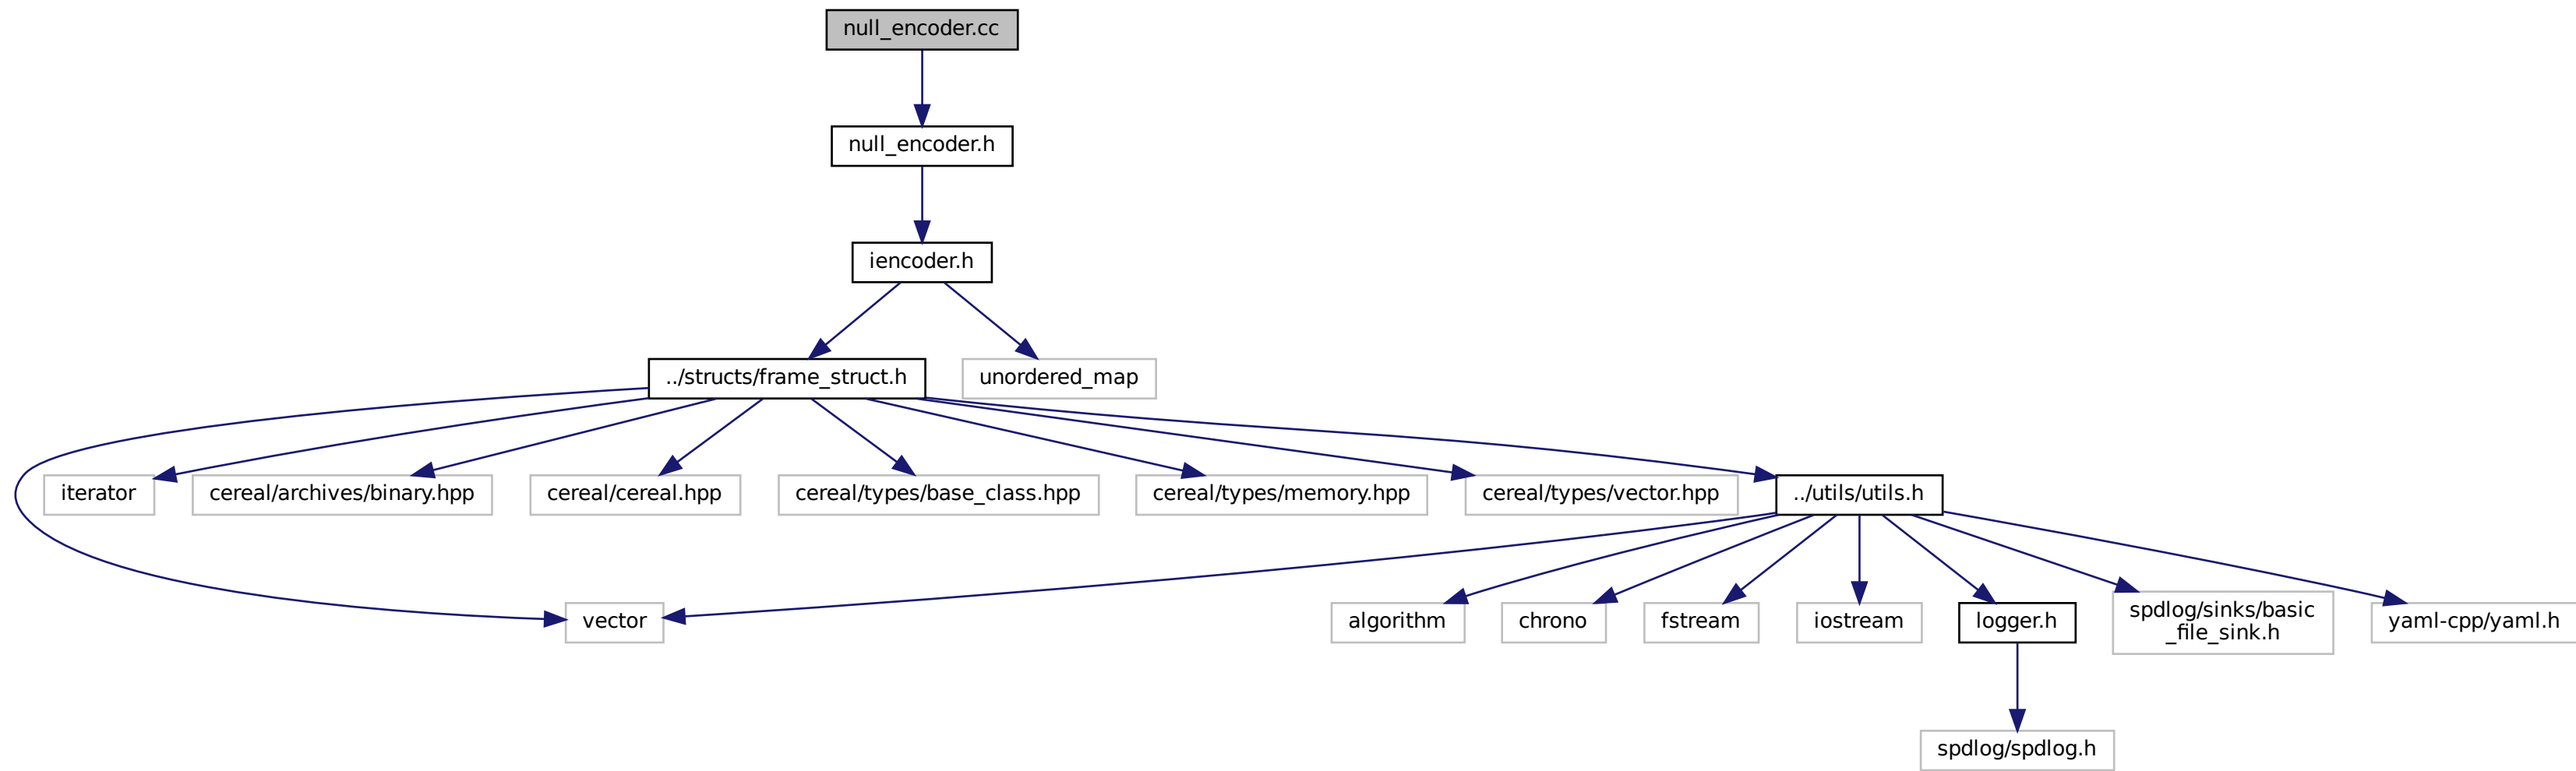 null_encoder.cc
null_encoder.h
iencoder.h
../structs/frame_struct.h
unordered_map
iterator
cereal/archives/binary.hpp
cereal/cereal.hpp
cereal/types/base_class.hpp
cereal/types/memory.hpp
cereal/types/vector.hpp
../utils/utils.h
vector
algorithm
chrono
fstream
iostream
logger.h
spdlog/sinks/basic
_file_sink.h
yaml-cpp/yaml.h
spdlog/spdlog.h